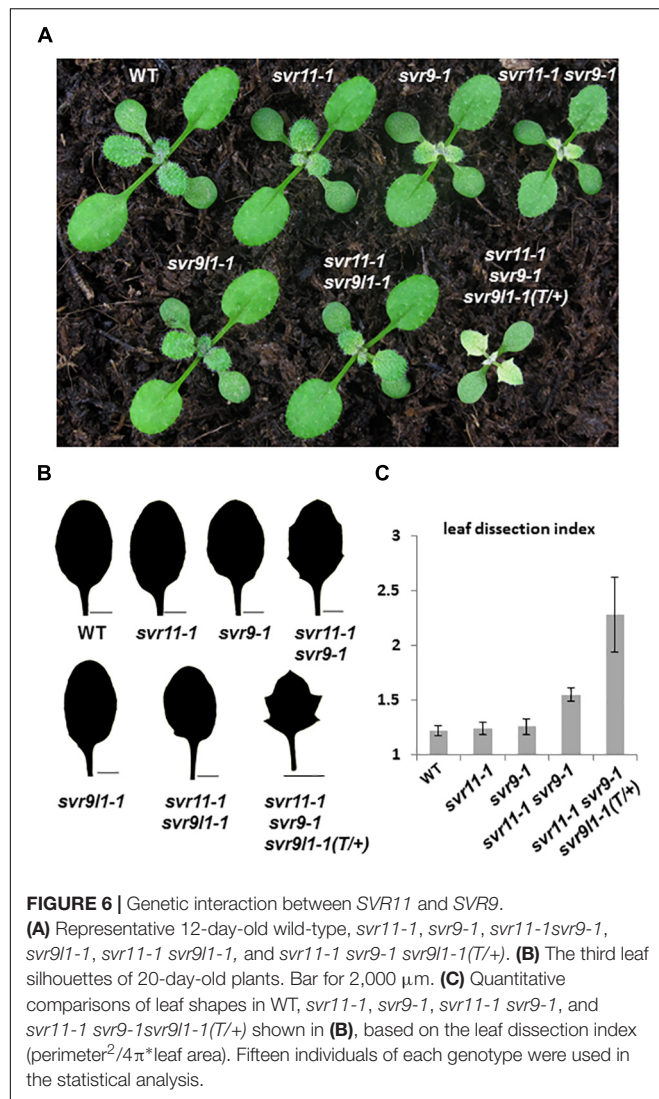 A
WT
svr11-1
svr9-1
svr11-1 svr9-1
svr9l1-1
svr11-1
svr9l1-1
svr11-1
svr9-1
svr9l1-1(T/+)
B
WT
svr11-1
svr9-1
svr11-1
svr9-1
svr9l1-1
svr11-1
svr9l1-1
svr11-1
svr9-1
svr9l1-1(T/+)
C
leaf dissection index
3
2.5
2
1.5
1
WT
svr11-1
svr9-1
svr11-1 svr9-1
svr11-1 svr9-1
svr9l1-1(T/+)
FIGURE 6 | Genetic interaction between SVR11 and SVR9.
(A) Representative 12-day-old wild-type, svr11-1, svr9-1, svr11-1svr9-1,
svr9l1-1, svr11-1 svr9l1-1, and svr11-1 svr9-1 svr9l1-1(T/+). (B) The third leaf
silhouettes of 20-day-old plants. Bar for 2,000 μm. (C) Quantitative
comparisons of leaf shapes in WT, svr11-1, svr9-1, svr11-1 svr9-1, and
svr11-1 svr9-1svr9l1-1(T/+) shown in (B), based on the leaf dissection index
(perimeter²/4π*leaf area). Fifteen individuals of each genotype were used in
the statistical analysis.